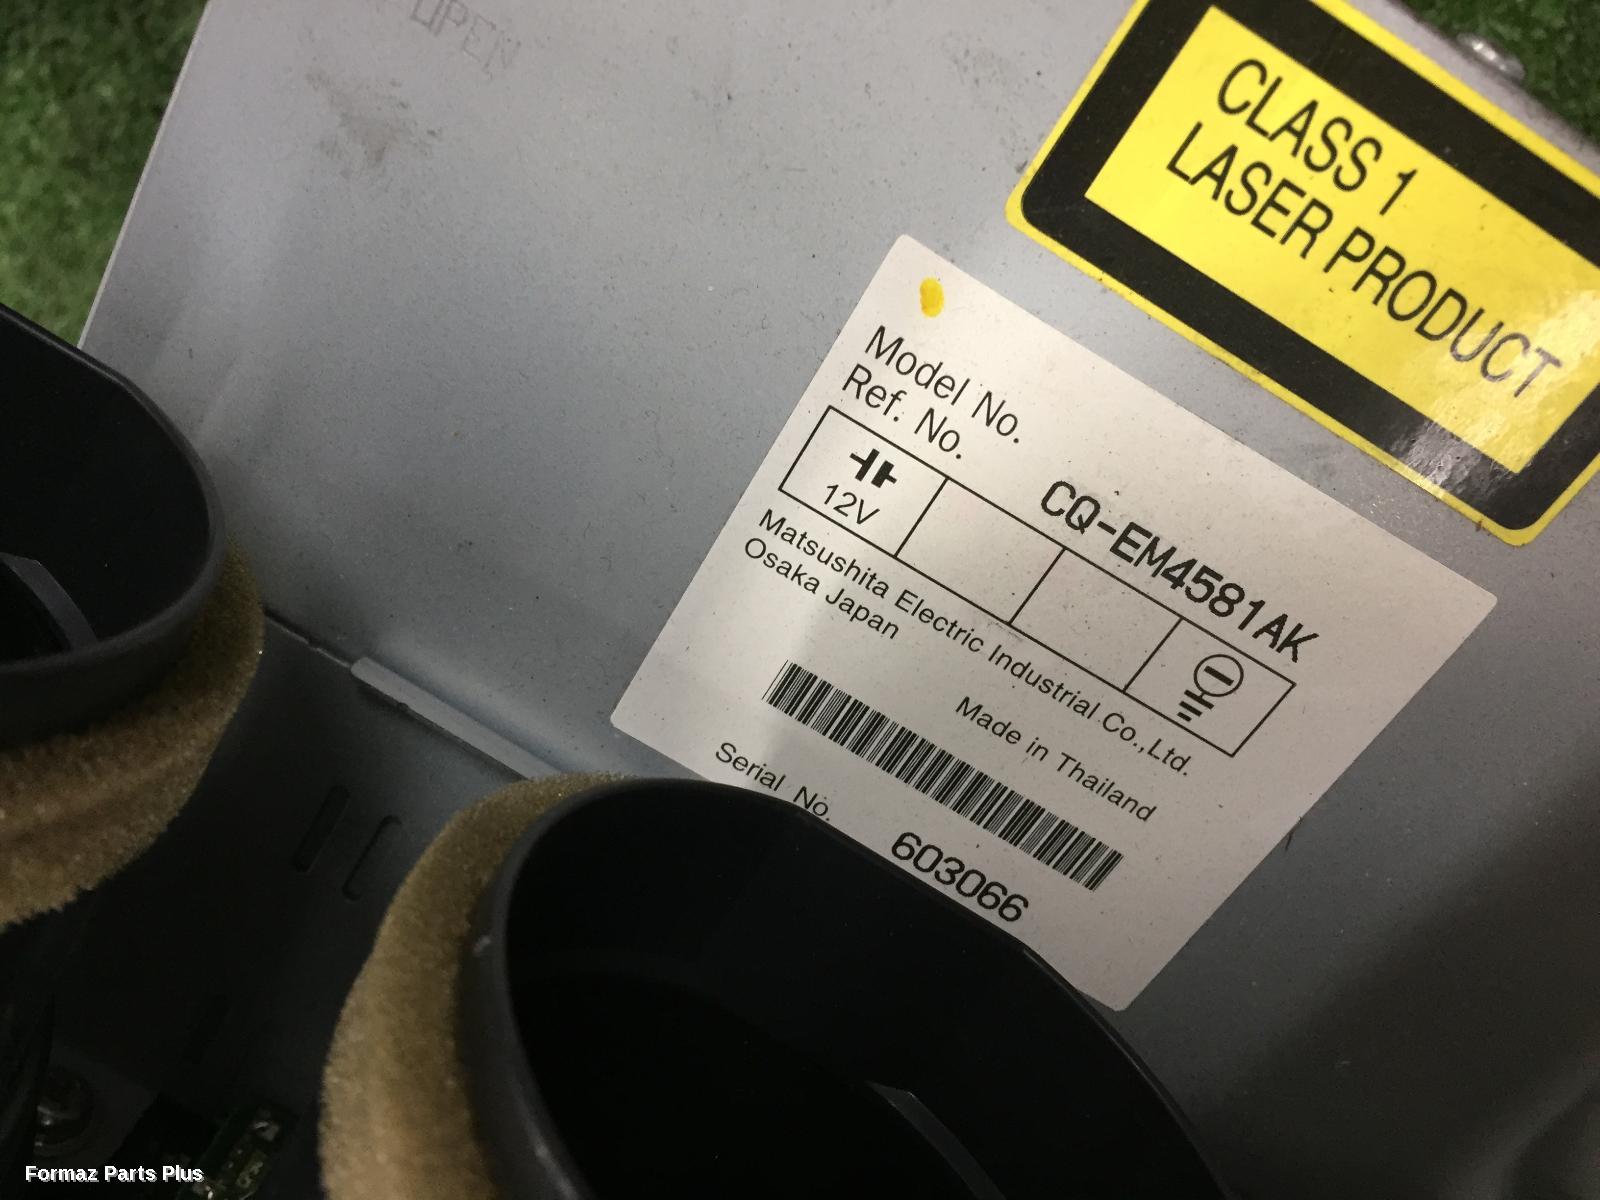 OPEN
CLASS 1
LASER PRODUCT
Model No.
Ref. No.
CQ-EM4581AK
12V
Matsushita Electric Industrial Co.,Ltd.
Osaka Japan
Made in Thailand
Serial No.
603066
Formaz Parts Plus